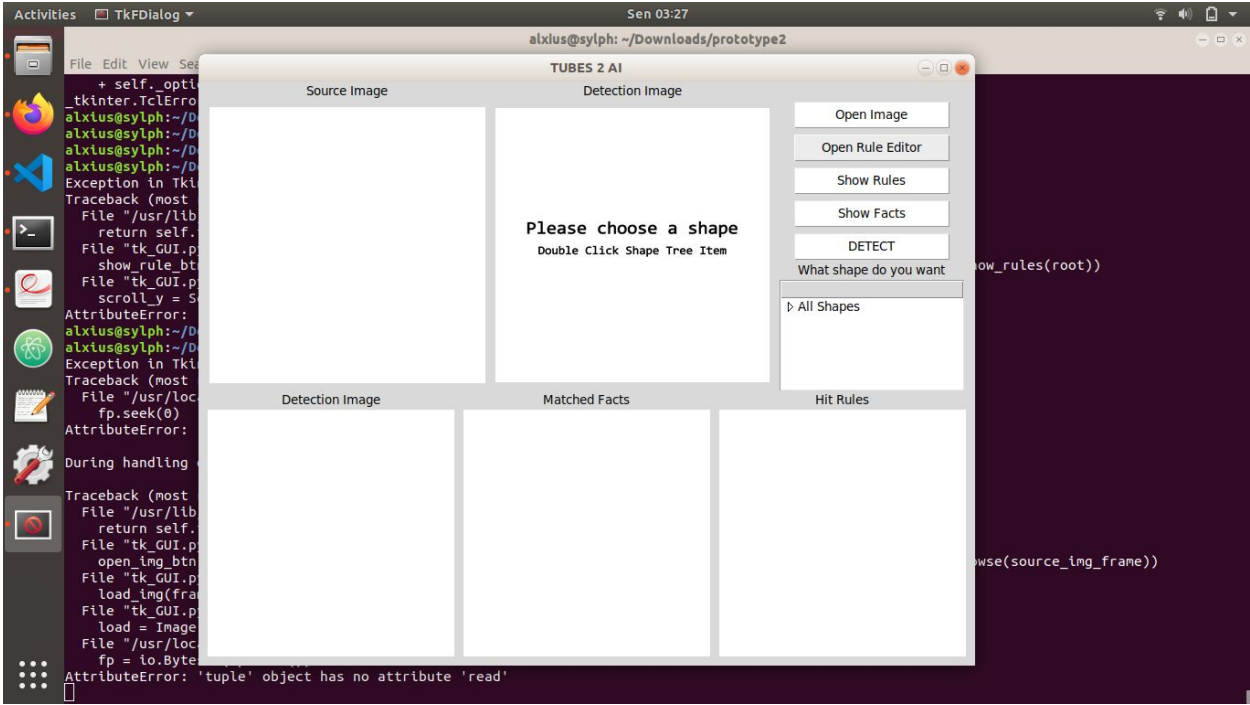 Activities TkFDialog Sen 03:27
alxius@sylph: ~/Downloads/prototype2
File Edit View Sea
TUBES 2 AI
Source Image
Detection Image
Please choose a shape
Double Click Shape Tree Item
Open Image
Open Rule Editor
Show Rules
Show Facts
DETECT
What shape do you want
All Shapes
Detection Image
Matched Facts
Hit Rules
+ self._opti
_tkinter.TclErro
alxius@sylph:~/D
alxius@sylph:~/D
alxius@sylph:~/D
alxius@sylph:~/D
Exception in Tki
Traceback (most
File "/usr/lib
return self.
File "tk_GUI.p
show_rule_bt ow_rules(root))
File "tk_GUI.p
scroll_y = S
AttributeError:
alxius@sylph:~/D
alxius@sylph:~/D
Exception in Tki
Traceback (most
File "/usr/loc
fp.seek(0)
AttributeError:
During handling
Traceback (most
File "/usr/lib
return self.
File "tk_GUI.p
open_img_btn wse(source_img_frame))
File "tk_GUI.p
load_img(fra
File "tk_GUI.p
load = Image
File "/usr/loc
fp = io.Byte
AttributeError: 'tuple' object has no attribute 'read'